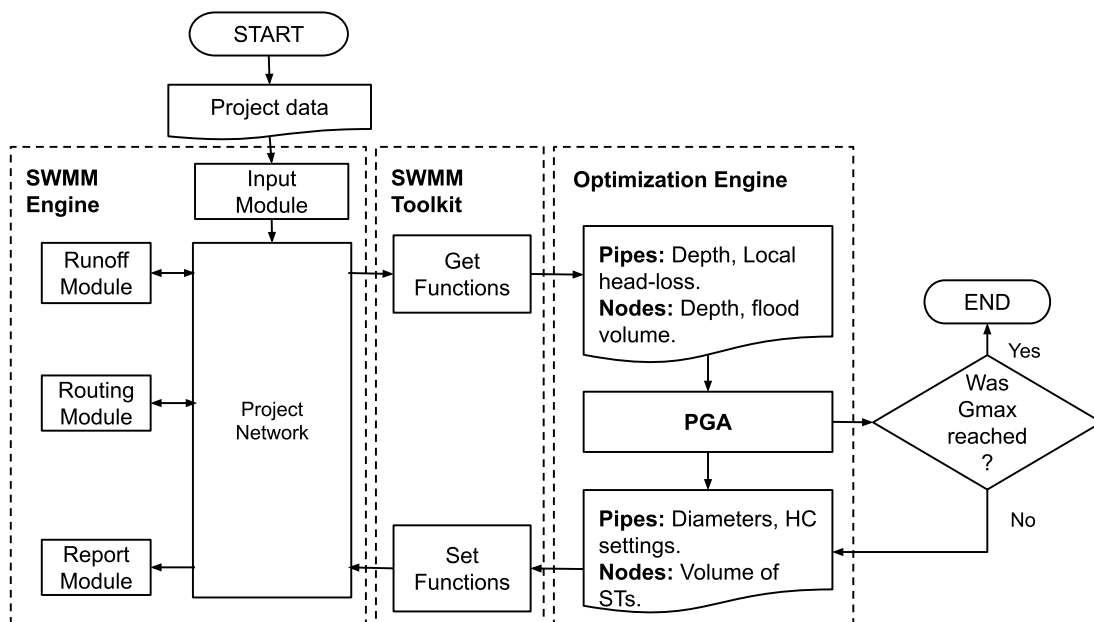 START
Project data
SWMM
Engine
Input
Module
Runoff
Module
Routing
Module
Report
Module
Project
Network
SWMM
Toolkit
Get
Functions
Set
Functions
Optimization Engine
Pipes: Depth, Local
head-loss.
Nodes: Depth, flood
volume.
PGA
Pipes: Diameters, HC
settings.
Nodes: Volume of
STs.
END
Yes
Was
Gmax
reached
?
No